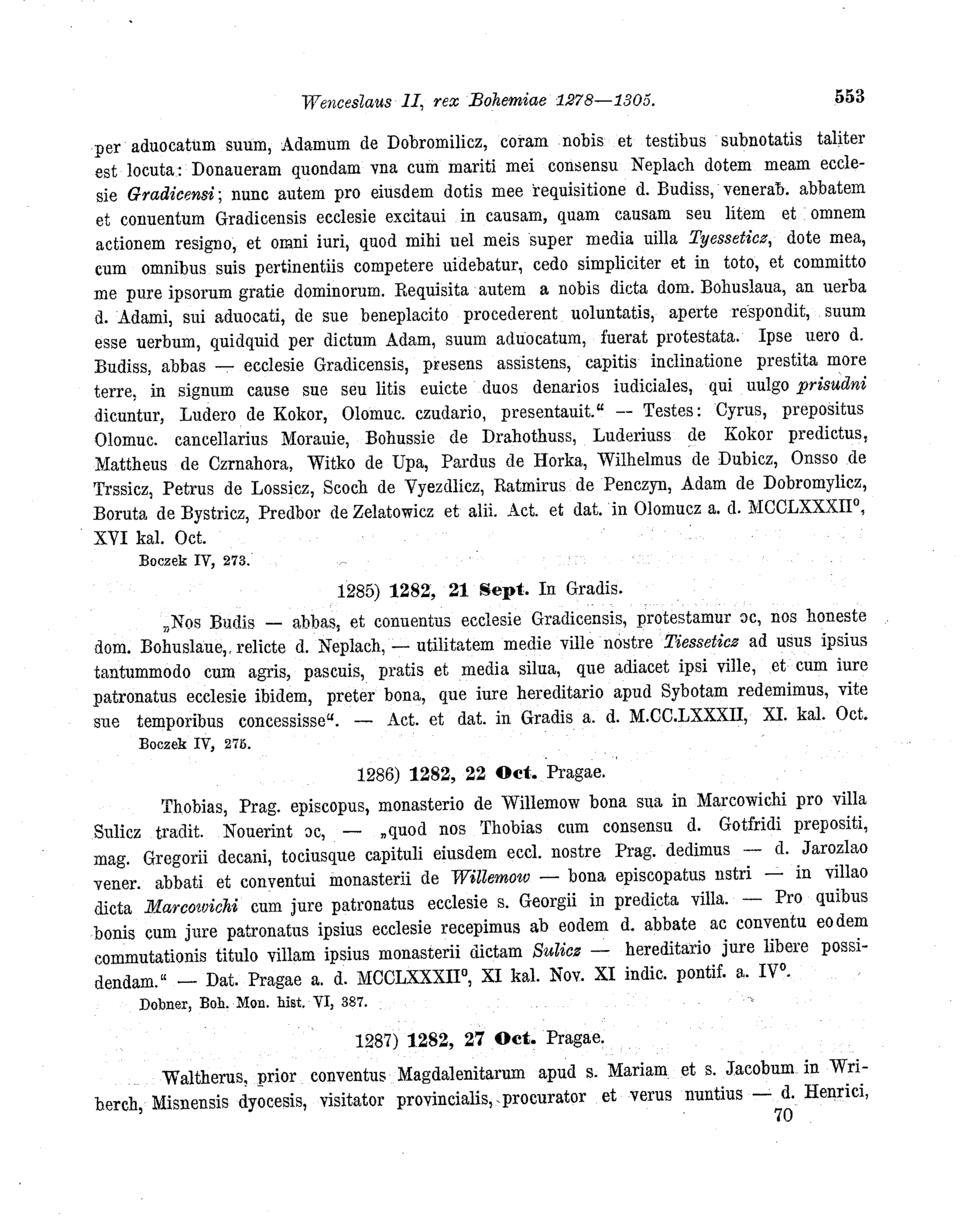 Wenceslaus II, rex Bohemiae 1278—1305. 553
per aduocatum suum, Adamum de Dobromilicz, coram nobis et testibus subnotatis taliter
est locuta: Donaueram quondam vna cum mariti mei consensu Neplach dotem meam eccle-
sie Gradicensi; nunc autem pro eiusdem dotis mee requisitione d. Budiss, venerab. abbatem
et conuentum Gradicensis ecclesie excitaui in causam, quam causam seu litem et omnem
actionem resigno, et omni iuri, quod mihi uel meis super media uilla Tyesseticz, dote mea,
cum omnibus suis pertinentiis competere uidebatur, cedo simpliciter et in toto, et committo
me pure ipsorum gratie dominorum. Requisita autem a nobis dicta dom. Bohuslaua, an uerba
d. Adami, sui aduocati, de sue beneplacito procederent uoluntatis, aperte respondit, suum
esse uerbum, quidquid per dictum Adam, suum aduocatum, fuerat protestata. Ipse uero d.
Budiss, abbas — ecclesie Gradicensis, presens assistens, capitis inclinatione prestita more
terre, in signum cause sue seu litis euicte duos denarios iudiciales, qui uulgo prisudni
dicuntur, Ludero de Kokor, Olomuc. czudario, presentauit.“ — Testes: Cyrus, prepositus
Olomuc. cancellarius Morauie, Bohussie de Drahothuss, Luderiuss de Kokor predictus,
Mattheus de Czrnahora, Witko de Upa, Pardus de Horka, Wilhelmus de Dubicz, Onsso de
Trssicz, Petrus de Lossicz, Scoch de Vyezdlicz, Ratmirus de Penczyn, Adam de Dobromylicz,
Boruta de Bystricz, Predbor de Zelatowicz et alii. Act. et dat. in Olomucz a. d. MCCLXXXII⁰,
XVI kal. Oct.
Boczek IV, 273.
1285) 1282, 21 Sept. In Gradis.
„Nos Budis — abbas, et conuentus ecclesie Gradicensis, protestamur ɔc, nos honeste
dom. Bohuslaue, relicte d. Neplach, — utilitatem medie ville nostre Tiesseticz ad usus ipsius
tantummodo cum agris, pascuis, pratis et media silua, que adiacet ipsi ville, et cum iure
patronatus ecclesie ibidem, preter bona, que iure hereditario apud Sybotam redemimus, vite
sue temporibus concessisse“. — Act. et dat. in Gradis a. d. M.CC.LXXXII, XI. kal. Oct.
Boczek IV, 275.
1286) 1282, 22 Oct. Pragae.
Thobias, Prag. episcopus, monasterio de Willemow bona sua in Marcowichi pro villa
Sulicz tradit. Nouerint ɔc, — „quod nos Thobias cum consensu d. Gotfridi prepositi,
mag. Gregorii decani, tociusque capituli eiusdem eccl. nostre Prag. dedimus — d. Jarozlao
vener. abbati et conventui monasterii de Willemow — bona episcopatus nstri — in villao
dicta Marcowichi cum jure patronatus ecclesie s. Georgii in predicta villa. — Pro quibus
bonis cum jure patronatus ipsius ecclesie recepimus ab eodem d. abbate ac conventu eodem
commutationis titulo villam ipsius monasterii dictam Sulicz — hereditario jure libere possi-
dendam.“ — Dat. Pragae a. d. MCCLXXXII⁰, XI kal. Nov. XI indic. pontif. a. IV⁰.
Dobner, Boh. Mon. hist. VI, 387.
1287) 1282, 27 Oct. Pragae.
Waltherus, prior conventus Magdalenitarum apud s. Mariam et s. Jacobum in Wri-
berch, Misnensis dyocesis, visitator provincialis, procurator et verus nuntius — d. Henrici,
70